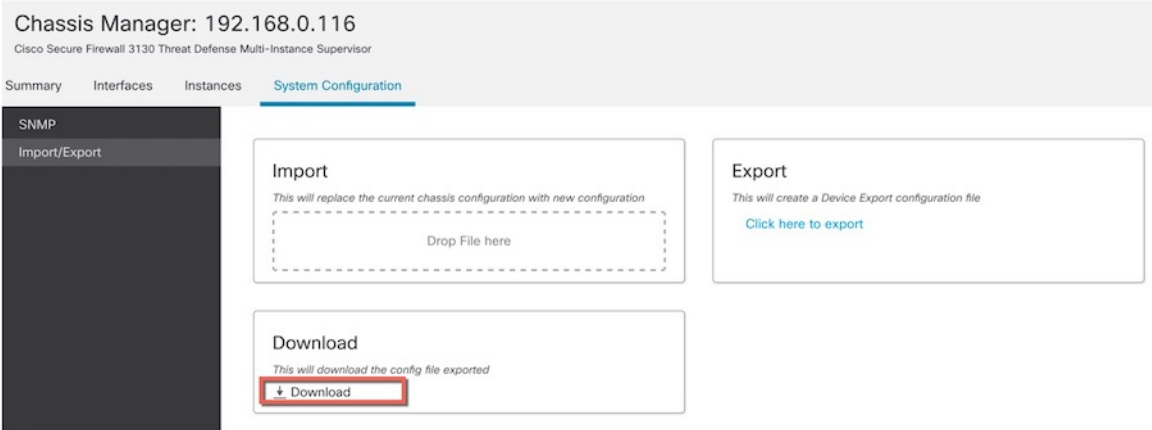 Chassis Manager: 192.168.0.116
Cisco Secure Firewall 3130 Threat Defense Multi-Instance Supervisor
Summary Interfaces Instances System Configuration
SNMP
Import/Export
Import
This will replace the current chassis configuration with new configuration
Drop File here
Export
This will create a Device Export configuration file
Click here to export
Download
This will download the config file exported
Download